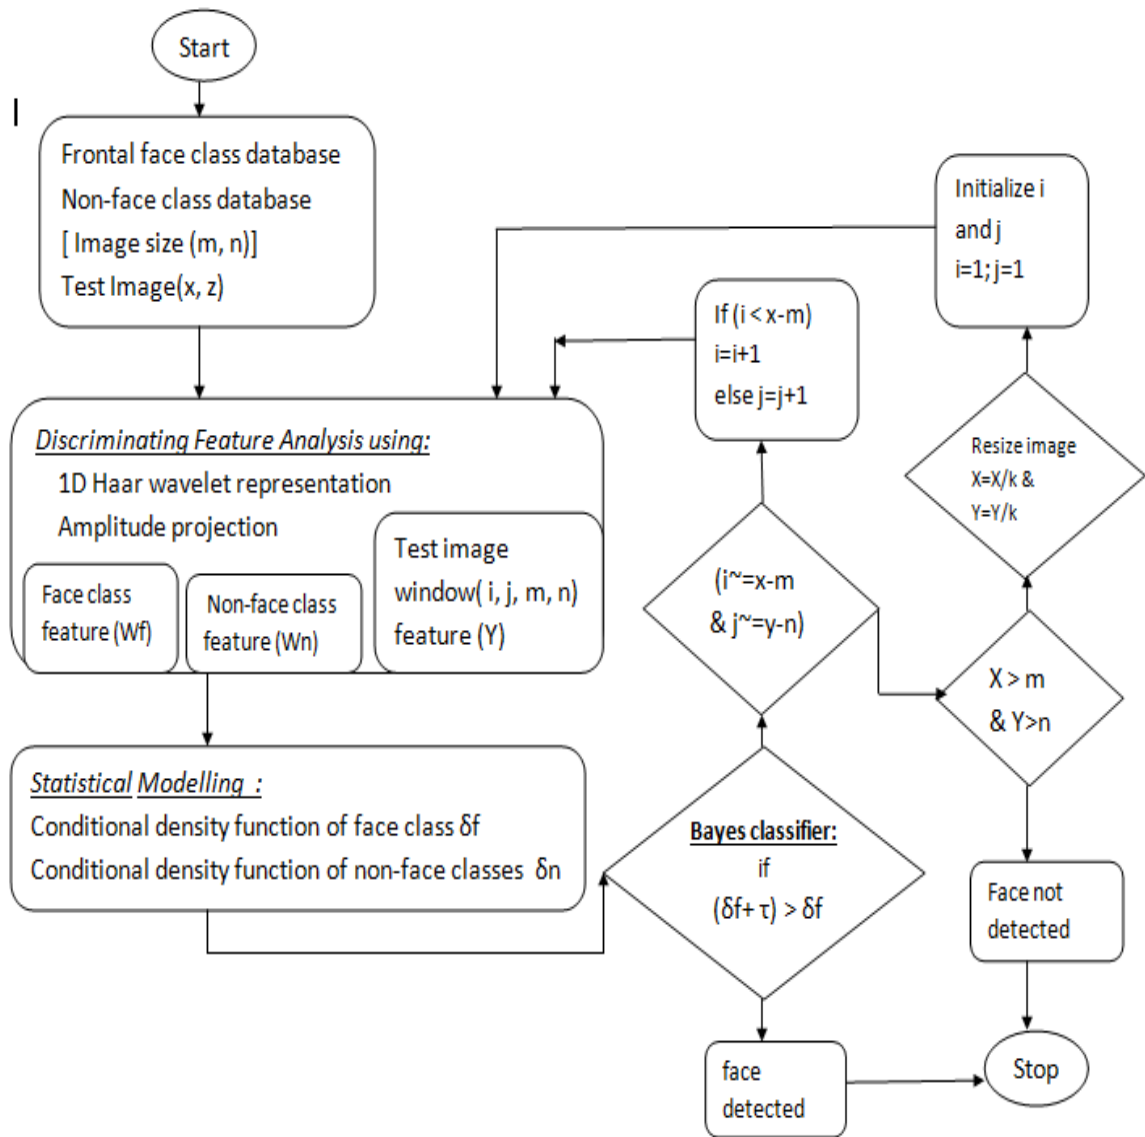 Start
Frontal face class database
Non-face class database
[ Image size (m, n)]
Test Image(x, z)
Discriminating Feature Analysis using:
1D Haar wavelet representation
Amplitude projection
Face class
feature (Wf)
Non-face class
feature (Wn)
Test image
window( i, j, m, n)
feature (Y)
Statistical Modelling :
Conditional density function of face class δf
Conditional density function of non-face classes δn
Bayes classifier:
if
(δf+ τ) > δf
face
detected
(i~=x-m
& j~=y-n)
If (i < x-m)
i=i+1
else j=j+1
X > m
& Y>n
Resize image
X=X/k &
Y=Y/k
Initialize i
and j
i=1; j=1
Face not
detected
Stop